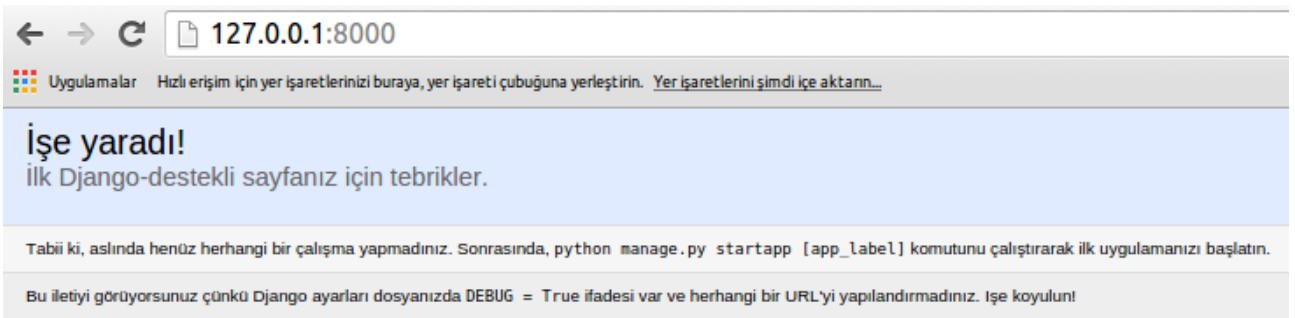 127.0.0.1:8000
Uygulamalar Hızlı erişim için yer işaretlerinizi buraya, yer işareti çubuğuna yerleştirin. Yer işaretlerini şimdi içe aktarın...
İşe yaradı!
İlk Django-destekli sayfanız için tebrikler.
Tabii ki, aslında henüz herhangi bir çalışma yapmadınız. Sonrasında, python manage.py startapp [app_label] komutunu çalıştırarak ilk uygulamanızı başlatın.
Bu iletiyi görüyorsunuz çünkü Django ayarları dosyanızda DEBUG = True ifadesi var ve herhangi bir URL'yi yapılandırmadınız. Işe koyulun!